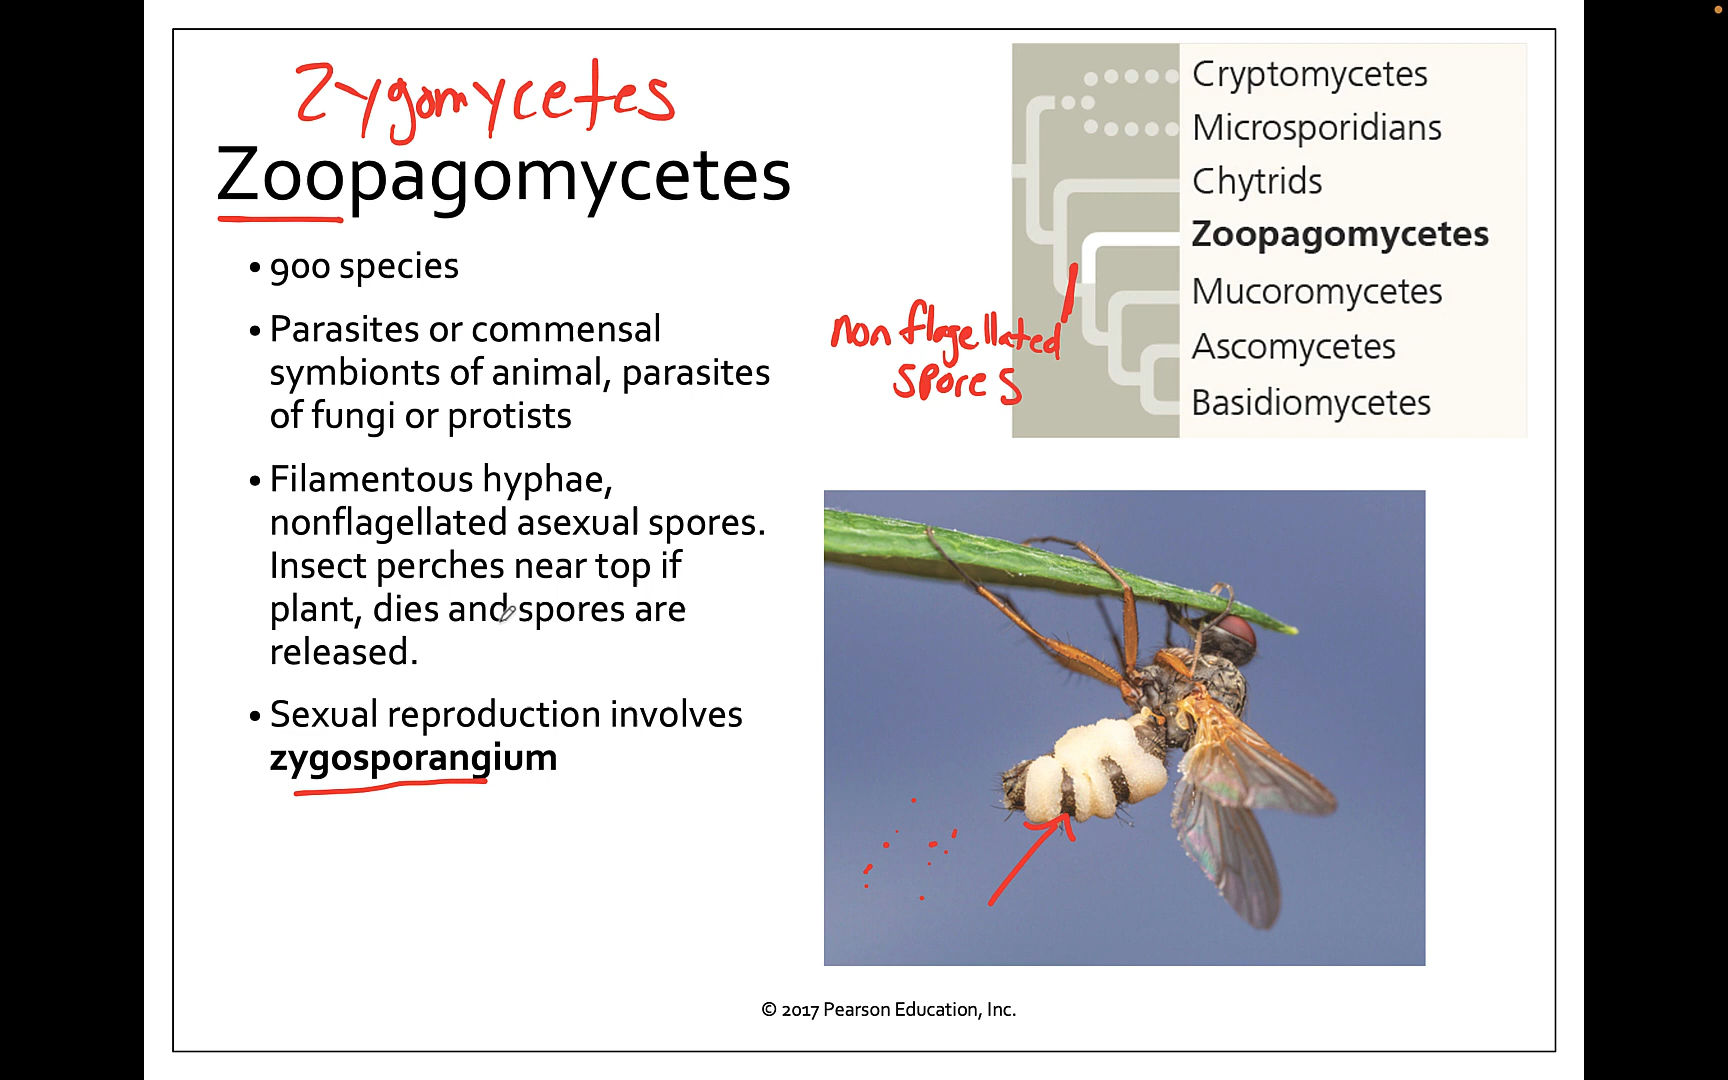 Zygomycetes
Zoopagomycetes
• 900 species
• Parasites or commensal
symbionts of animal, parasites
of fungi or protists
• Filamentous hyphae,
nonflagellated asexual spores.
Insect perches near top if
plant, dies and spores are
released.
• Sexual reproduction involves
zygosporangium
Cryptomycetes
Microsporidians
Chytrids
Zoopagomycetes
Mucoromycetes
Ascomycetes
Basidiomycetes
non flagellated
spores
© 2017 Pearson Education, Inc.